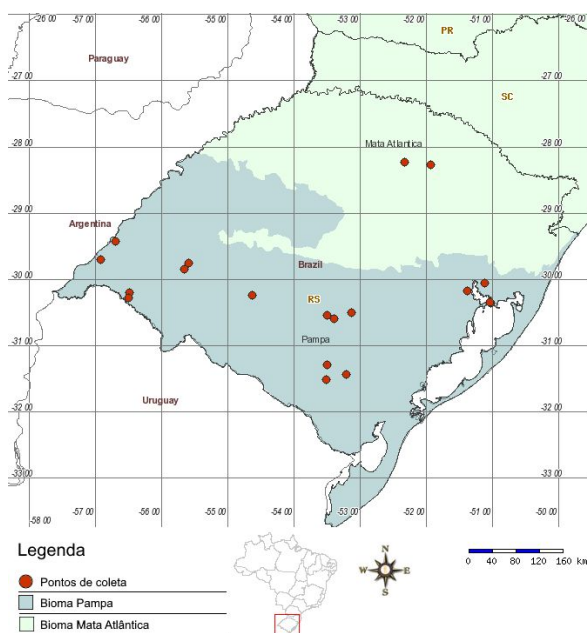 -26 00
-57 00
-56 00
-55 00
-54 00
-53 00
-52 00
-51 00
-26 00
PR
Paraguay
-27 00
-27 00
SC
-28 00
Mata Atlantica
-28 00
-29 00
Argentina
-29 00
Brazil
-30 00
-30 00
RS
-31 00
Pampa
-31 00
-32 00
Uruguay
-32 00
-33 00
-33 00
-58 00
-57 00
-56 00
-55 00
-54 00
-53 00
-52 00
-51 00
-50 00
Legenda
Pontos de coleta
Bioma Pampa
Bioma Mata Atlântica
N
W
E
S
0 40 80 120 160 km